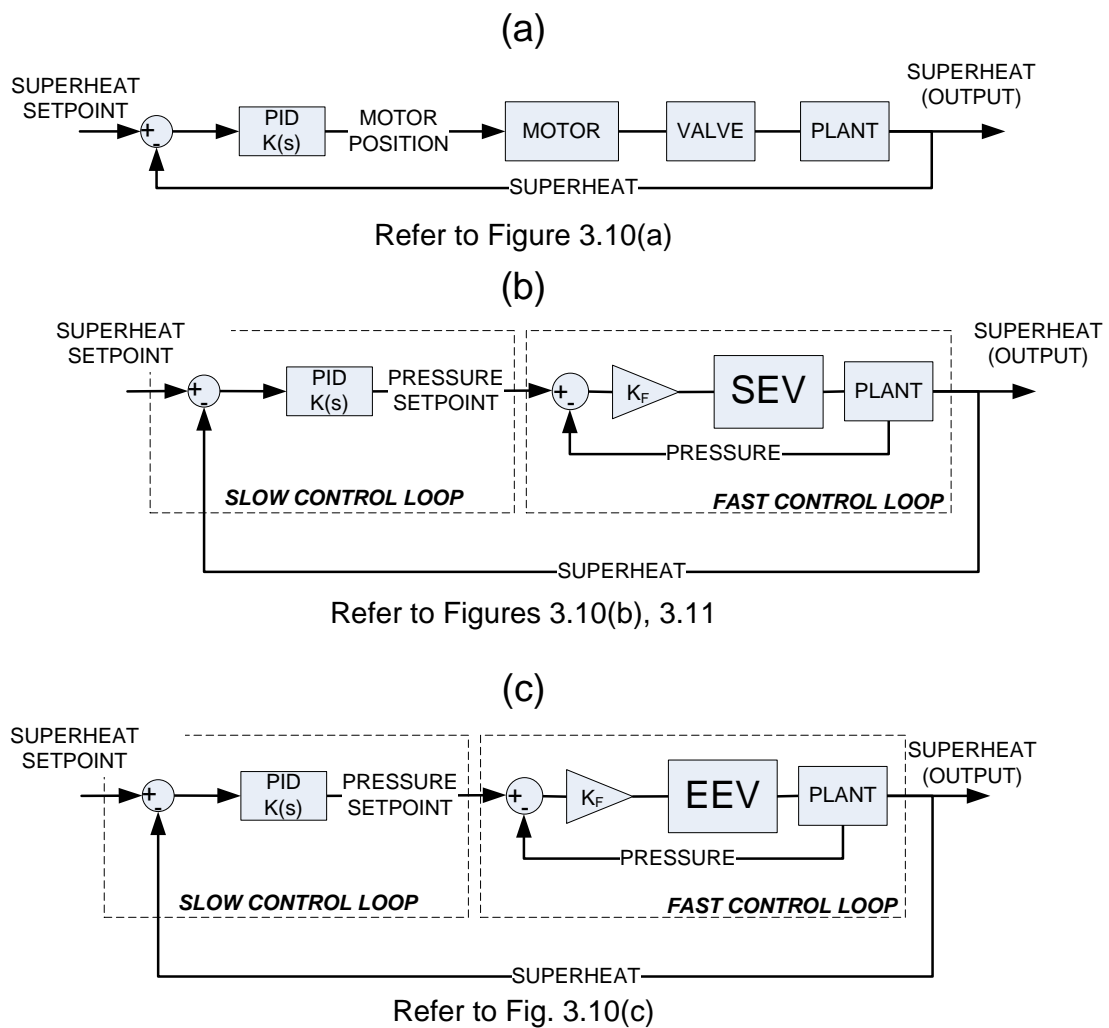 (a)
SUPERHEAT
SETPOINT
+
-
PID
K(s)
MOTOR
POSITION
MOTOR
VALVE
PLANT
SUPERHEAT
(OUTPUT)
SUPERHEAT
Refer to Figure 3.10(a)
(b)
SUPERHEAT
SETPOINT
+
-
PID
K(s)
PRESSURE
SETPOINT
+
-
KF
SEV
PLANT
SUPERHEAT
(OUTPUT)
PRESSURE
SLOW CONTROL LOOP
FAST CONTROL LOOP
SUPERHEAT
Refer to Figures 3.10(b), 3.11
(c)
SUPERHEAT
SETPOINT
+
-
PID
K(s)
PRESSURE
SETPOINT
+
-
KF
EEV
PLANT
SUPERHEAT
(OUTPUT)
PRESSURE
SLOW CONTROL LOOP
FAST CONTROL LOOP
SUPERHEAT
Refer to Fig. 3.10(c)